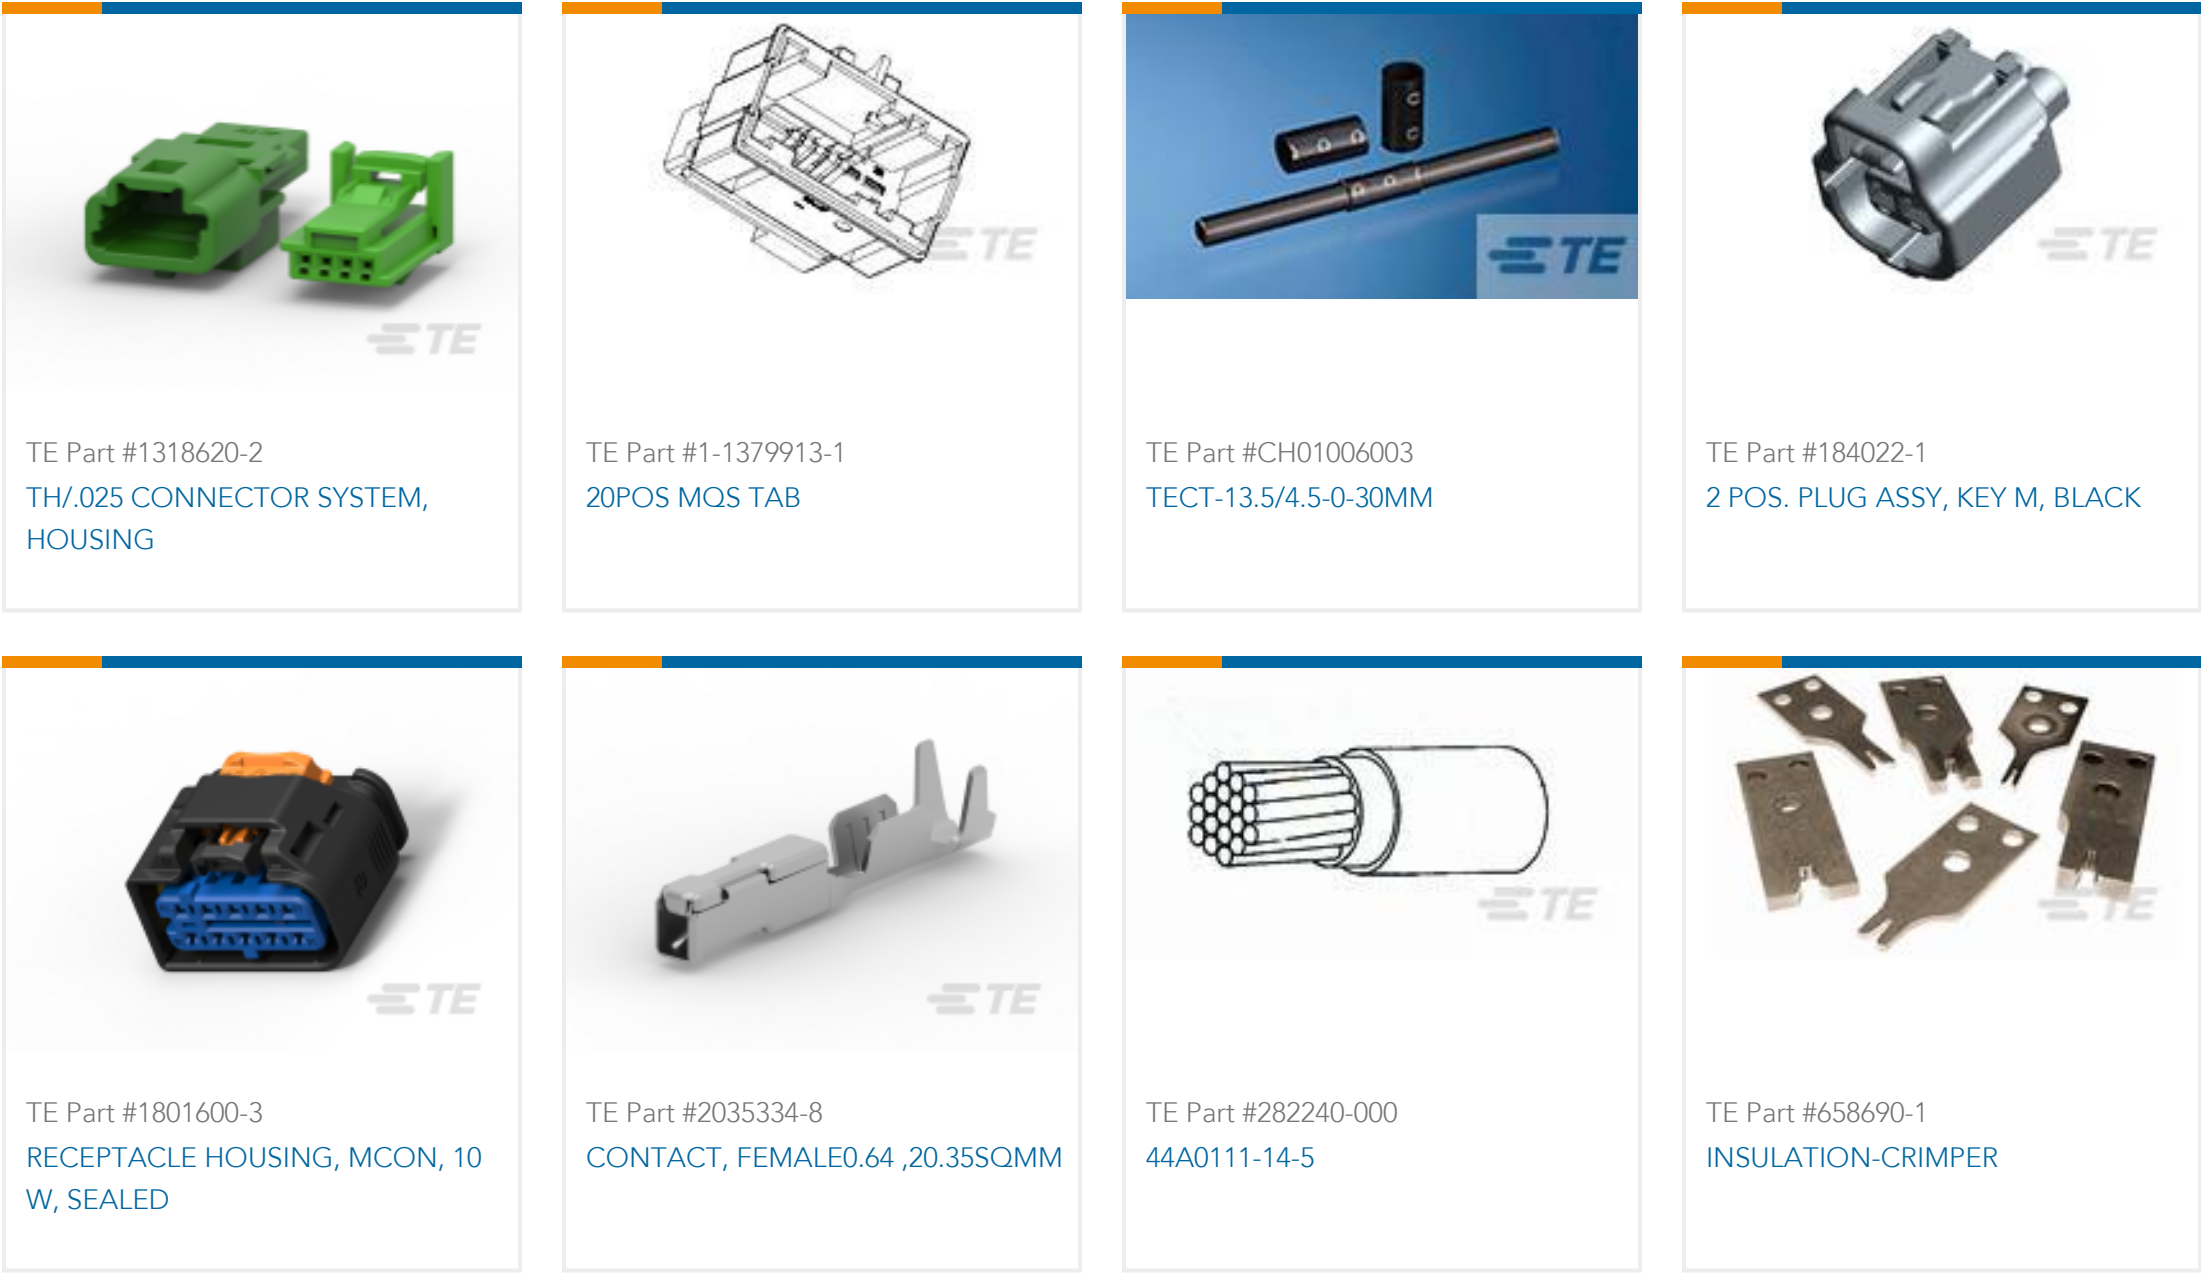 TE
TE
TE
TE
TE Part #1318620-2
TH/.025 CONNECTOR SYSTEM,
HOUSING
TE Part #1-1379913-1
20POS MQS TAB
TE Part #CH01006003
TECT-13.5/4.5-0-30MM
TE Part #184022-1
2 POS. PLUG ASSY, KEY M, BLACK
TE
TE
TE
TE
TE Part #1801600-3
RECEPTACLE HOUSING, MCON, 10
W, SEALED
TE Part #2035334-8
CONTACT, FEMALE0.64 ,20.35SQMM
TE Part #282240-000
44A0111-14-5
TE Part #658690-1
INSULATION-CRIMPER